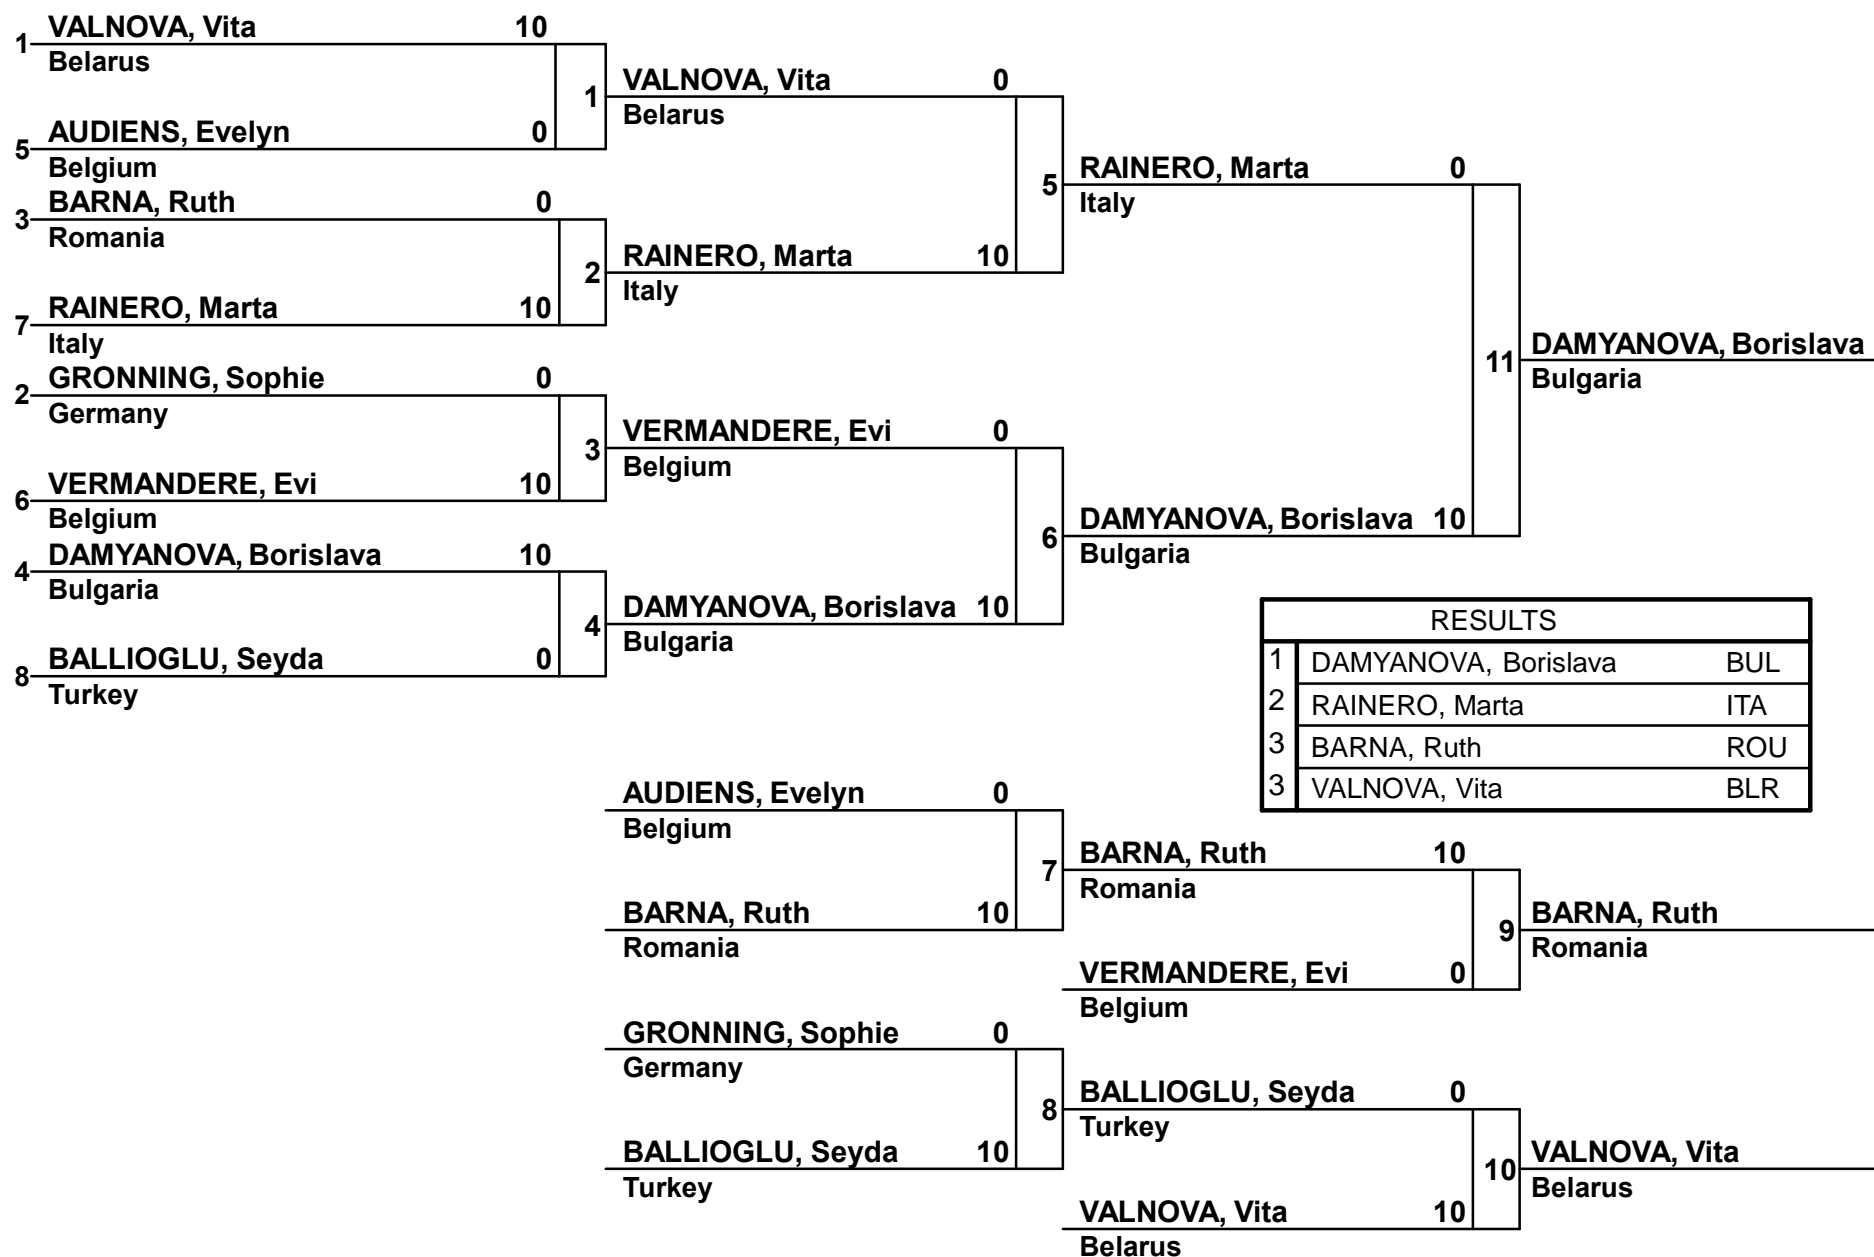 1 VALNOVA, Vita 10
Belarus
5 AUDIENS, Evelyn 0
Belgium
1
3 BARNA, Ruth 0
Romania
7 RAINERO, Marta 10
Italy
2
2 GRONNING, Sophie 0
Germany
6 VERMANDERE, Evi 10
Belgium
3
4 DAMYANOVA, Borislava 10
Bulgaria
8 BALLIOGLU, Seyda 0
Turkey
4
VALNOVA, Vita 0
Belarus
RAINERO, Marta 10
Italy
5
VERMANDERE, Evi 0
Belgium
DAMYANOVA, Borislava 10
Bulgaria
6
RAINERO, Marta 0
Italy
DAMYANOVA, Borislava 10
Bulgaria
11
DAMYANOVA, Borislava
Bulgaria
RESULTS
1 DAMYANOVA, Borislava BUL
2 RAINERO, Marta ITA
3 BARNA, Ruth ROU
3 VALNOVA, Vita BLR
AUDIENS, Evelyn 0
Belgium
BARNA, Ruth 10
Romania
7
GRONNING, Sophie 0
Germany
BALLIOGLU, Seyda 10
Turkey
8
BARNA, Ruth 10
Romania
VERMANDERE, Evi 0
Belgium
9
BARNA, Ruth
Romania
BALLIOGLU, Seyda 0
Turkey
VALNOVA, Vita 10
Belarus
10
VALNOVA, Vita
Belarus